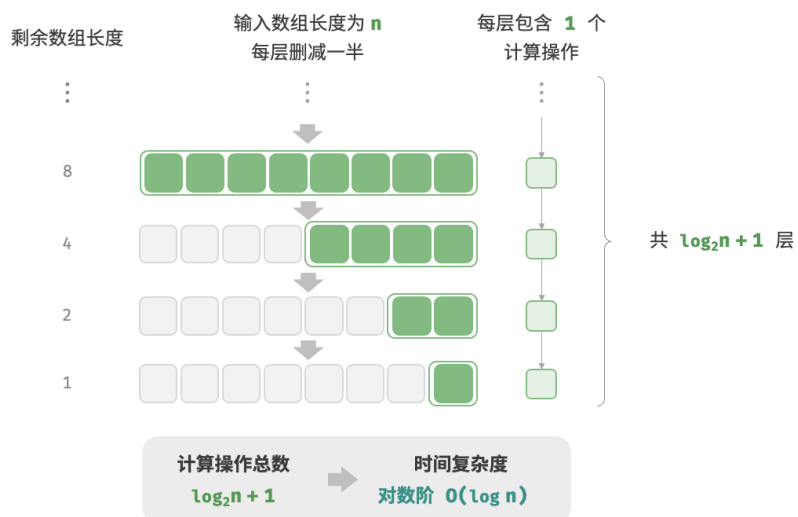 剩余数组长度
输入数组长度为 n
每层删减一半
每层包含 1 个
计算操作
8
4
2
1
共 log₂n + 1 层
计算操作总数
log₂n + 1
时间复杂度
对数阶 O(log n)